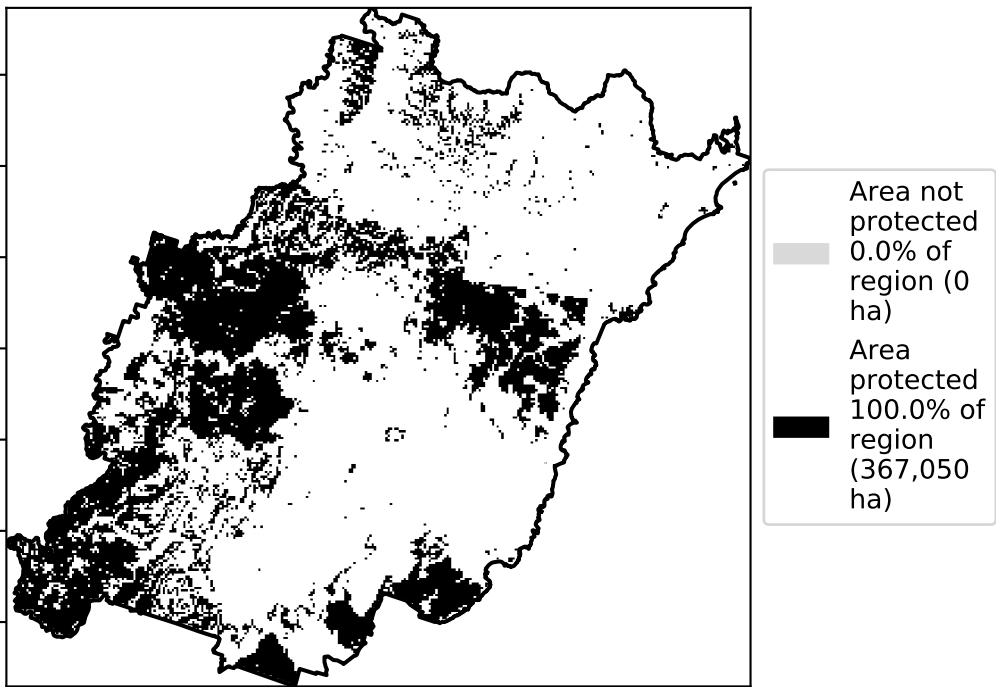 Area not
protected
0.0% of
region (0
ha)
Area
protected
100.0% of
region
(367,050
ha)